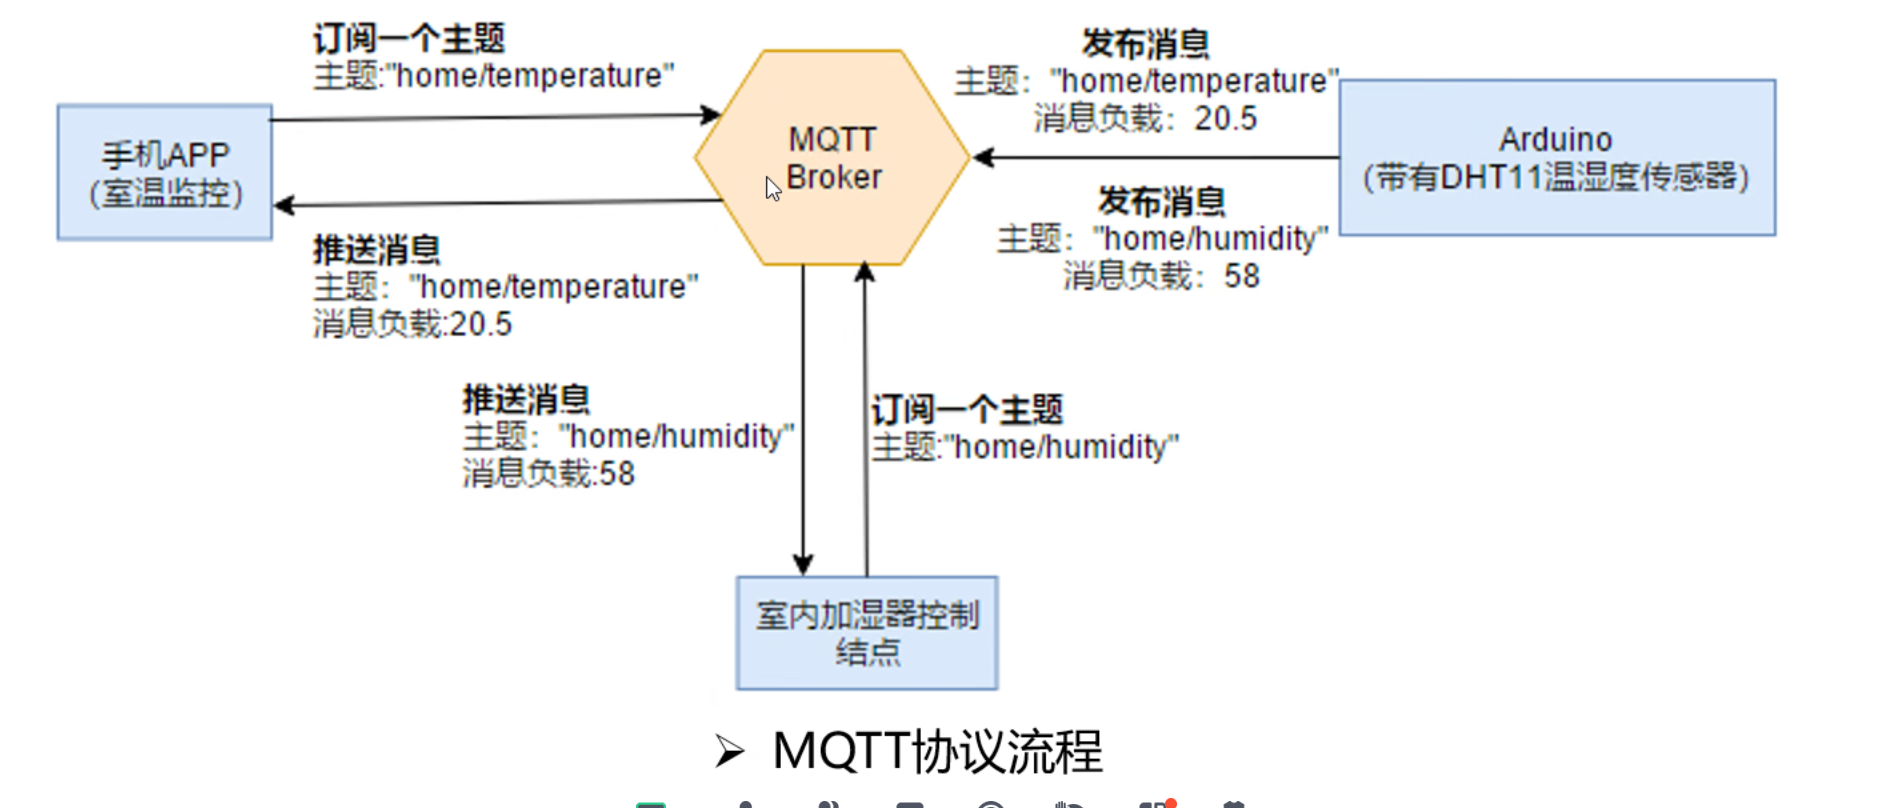 订阅一个主题
主题:"home/temperature"
手机APP
（室温监控）
推送消息
主题："home/temperature"
消息负载:20.5
MQTT
Broker
发布消息
主题："home/temperature"
消息负载：20.5
发布消息
主题："home/humidity"
消息负载：58
Arduino
（带有DHT11温湿度传感器）
推送消息
主题："home/humidity"
消息负载:58
订阅一个主题
主题:"home/humidity"
室内加湿器控制
结点
➢ MQTT协议流程